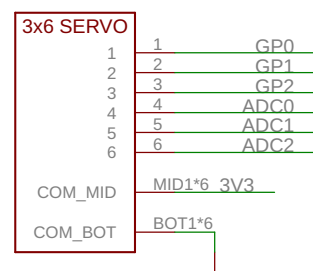 3x6 SERVO
1 1 GP0
2 2 GP1
3 3 GP2
4 4 ADC0
5 5 ADC1
6 6 ADC2
COM_MID MID1*6 3V3
COM_BOT BOT1*6